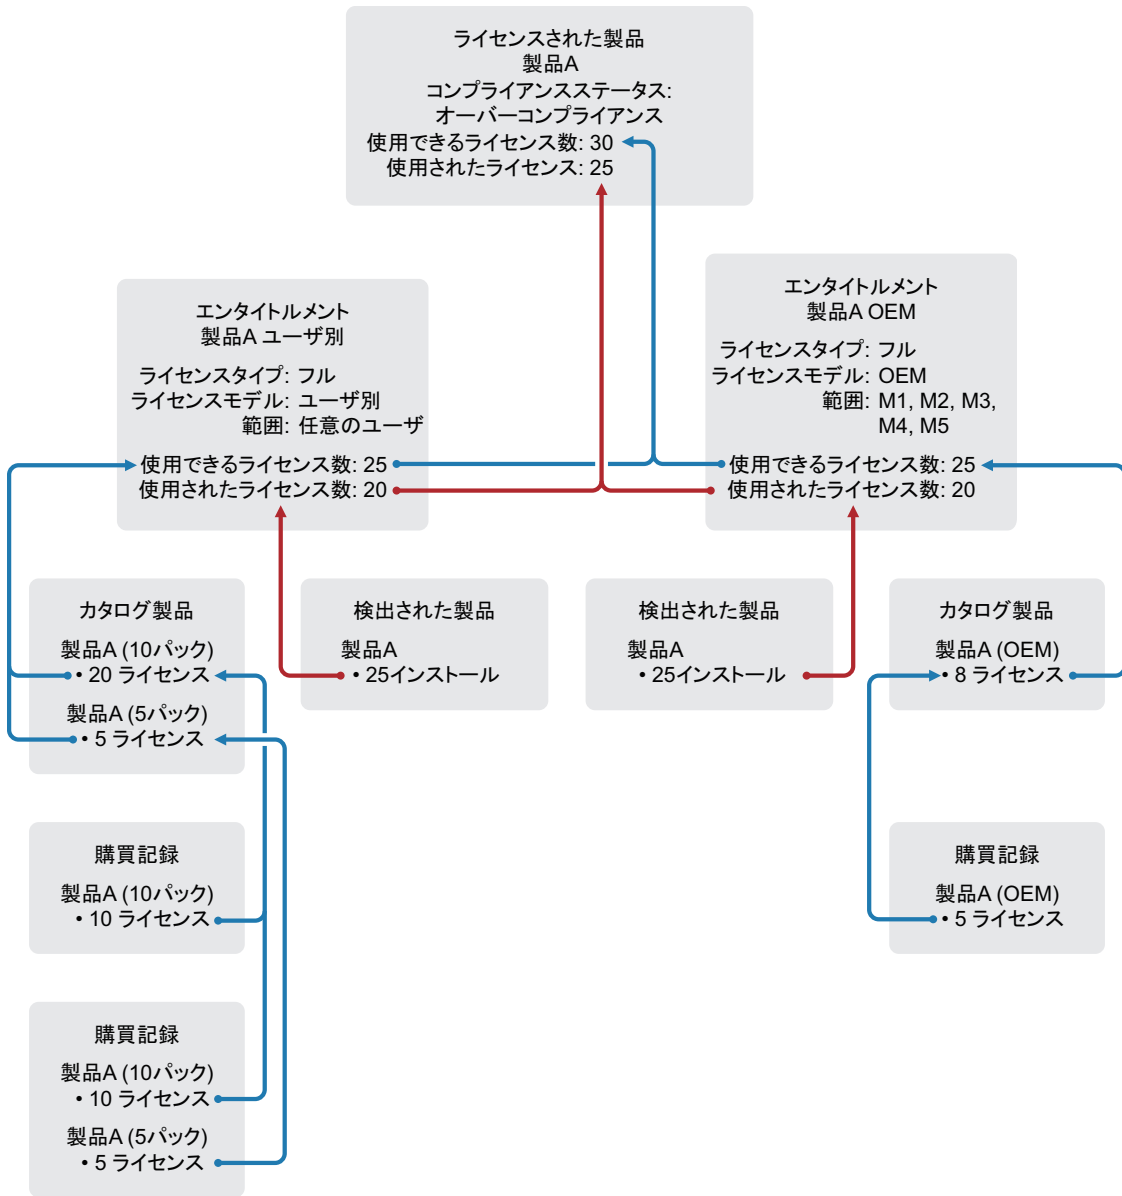 ライセンスされた製品
製品A
コンプライアンスステータス:
オーバーコンプライアンス
使用できるライセンス数: 30
使用されたライセンス: 25
エンタイトルメント
製品A ユーザ別
ライセンスタイプ: フル
ライセンスモデル: ユーザ別
範囲: 任意のユーザ
使用できるライセンス数: 25
使用されたライセンス数: 20
エンタイトルメント
製品A OEM
ライセンスタイプ: フル
ライセンスモデル: OEM
範囲: M1, M2, M3,
M4, M5
使用できるライセンス数: 25
使用されたライセンス数: 20
カタログ製品
製品A (10パック)
• 20 ライセンス
製品A (5パック)
• 5 ライセンス
検出された製品
製品A
• 25インストール
検出された製品
製品A
• 25インストール
カタログ製品
製品A (OEM)
• 8 ライセンス
購買記録
製品A (10パック)
• 10 ライセンス
購買記録
製品A (OEM)
• 5 ライセンス
購買記録
製品A (10パック)
• 10 ライセンス
製品A (5パック)
• 5 ライセンス